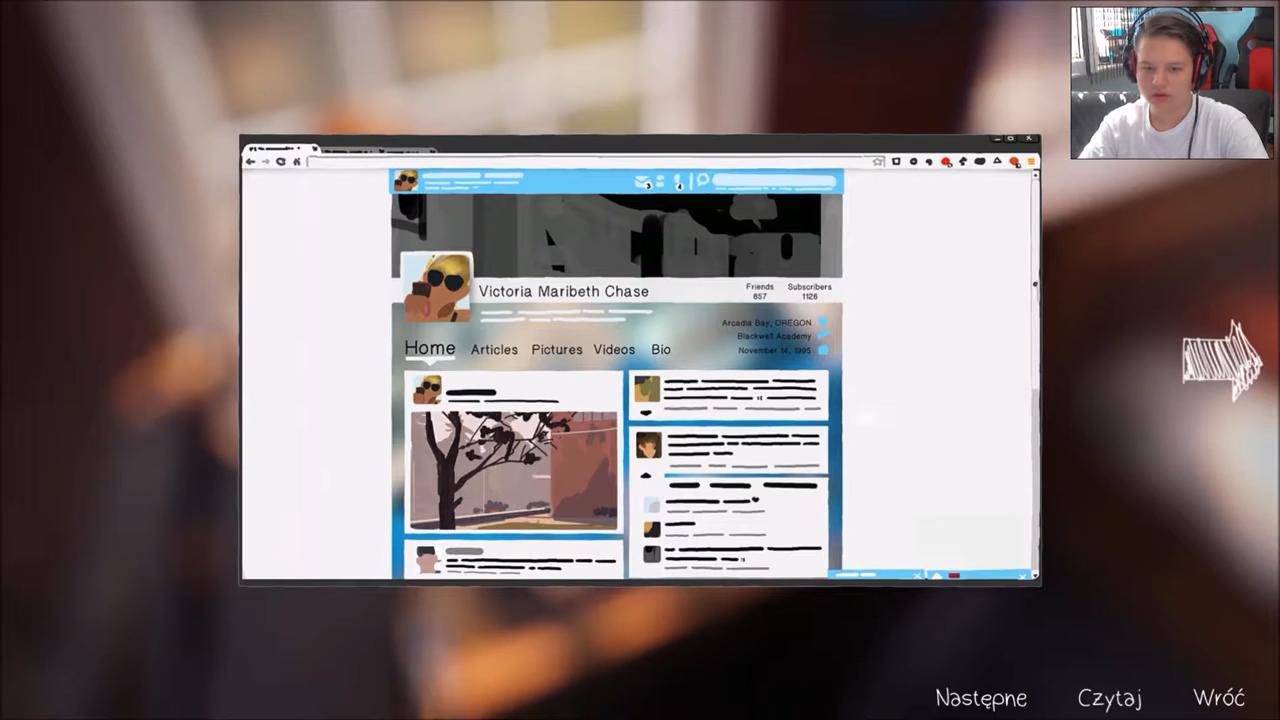 Victoria Maribeth Chase
Friends
857
Subscribers
1126
Arcadia Bay, OREGON
Blackwell Academy
November 14, 1995
Home
Articles
Pictures
Videos
Bio
Następne
Czytaj
Wróć